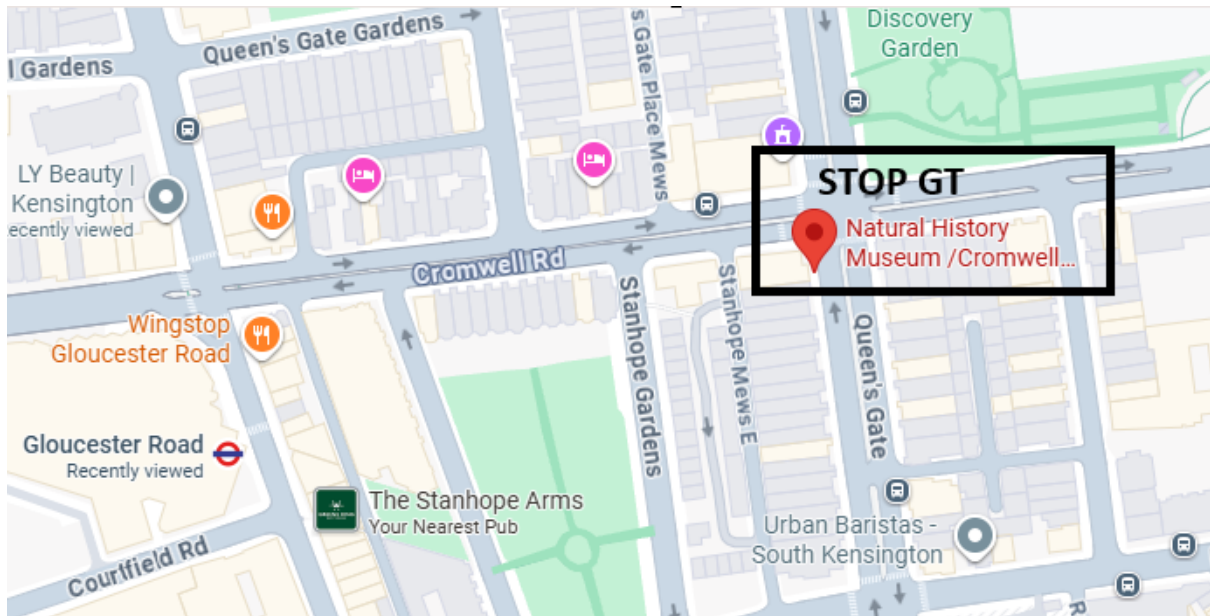 Queen's Gate Gardens
l Gardens
s Gate Place Mews
Discovery
Garden
LY Beauty |
Kensington
ecently viewed
STOP GT
Natural History
Museum /Cromwell...
Cromwell Rd
Wingstop
Gloucester Road
Stanhope Gardens
Stanhope Mews E
Queen's Gate
Gloucester Road
Recently viewed
The Stanhope Arms
Your Nearest Pub
Urban Baristas -
South Kensington
Courtfield Rd
R